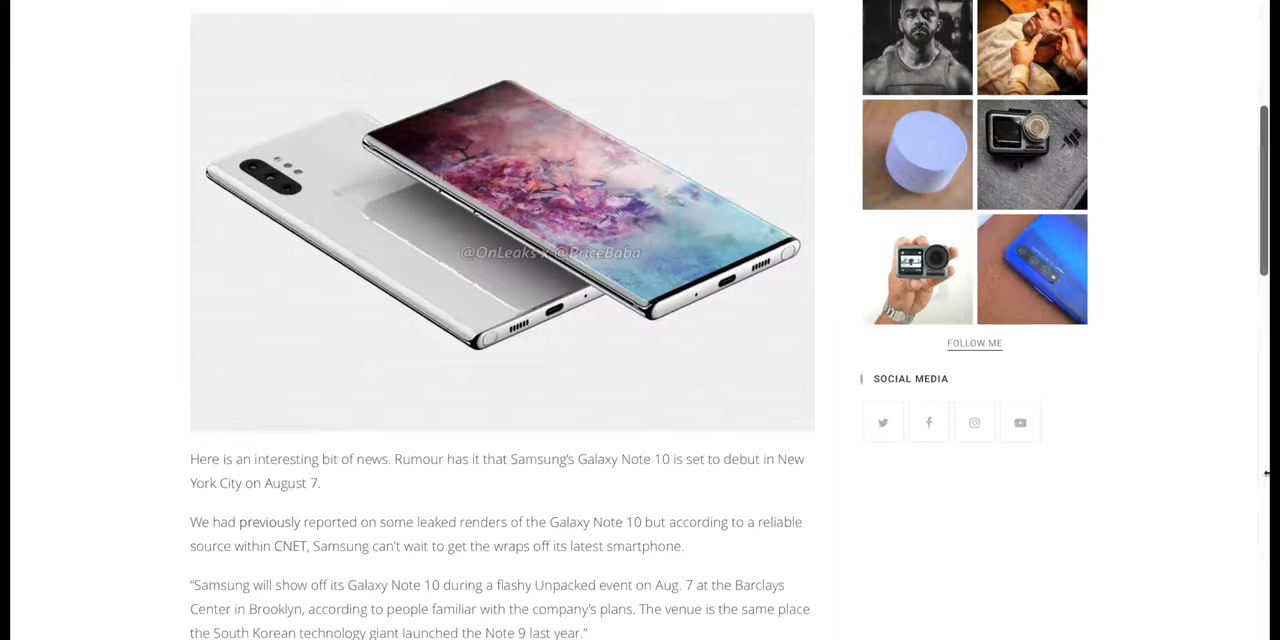 @OnLeaks x @PriceBaba
Here is an interesting bit of news. Rumour has it that Samsung's Galaxy Note 10 is set to debut in New
York City on August 7.
We had previously reported on some leaked renders of the Galaxy Note 10 but according to a reliable
source within CNET, Samsung can't wait to get the wraps off its latest smartphone.
“Samsung will show off its Galaxy Note 10 during a flashy Unpacked event on Aug. 7 at the Barclays
Center in Brooklyn, according to people familiar with the company's plans. The venue is the same place
the South Korean technology giant launched the Note 9 last year.”
FOLLOW ME
SOCIAL MEDIA